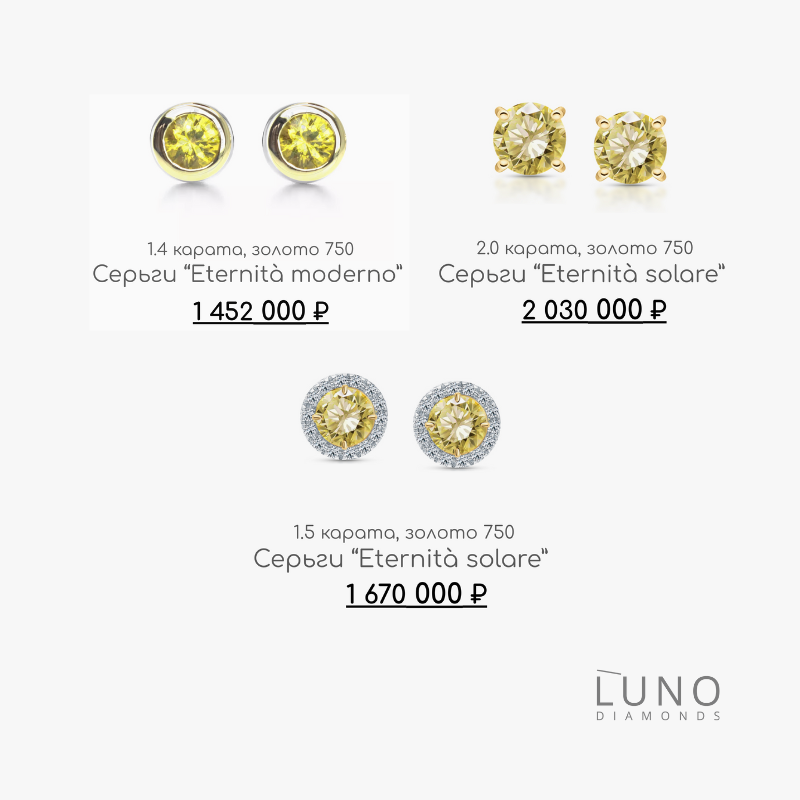 1.4 карата, золото 750
Серьги “Eternità moderno”
1 452 000 ₽
2.0 карата, золото 750
Серьги “Eternità solare”
2 030 000 ₽
1.5 карата, золото 750
Серьги “Eternità solare”
1 670 000 ₽
LUNO
DIAMONDS